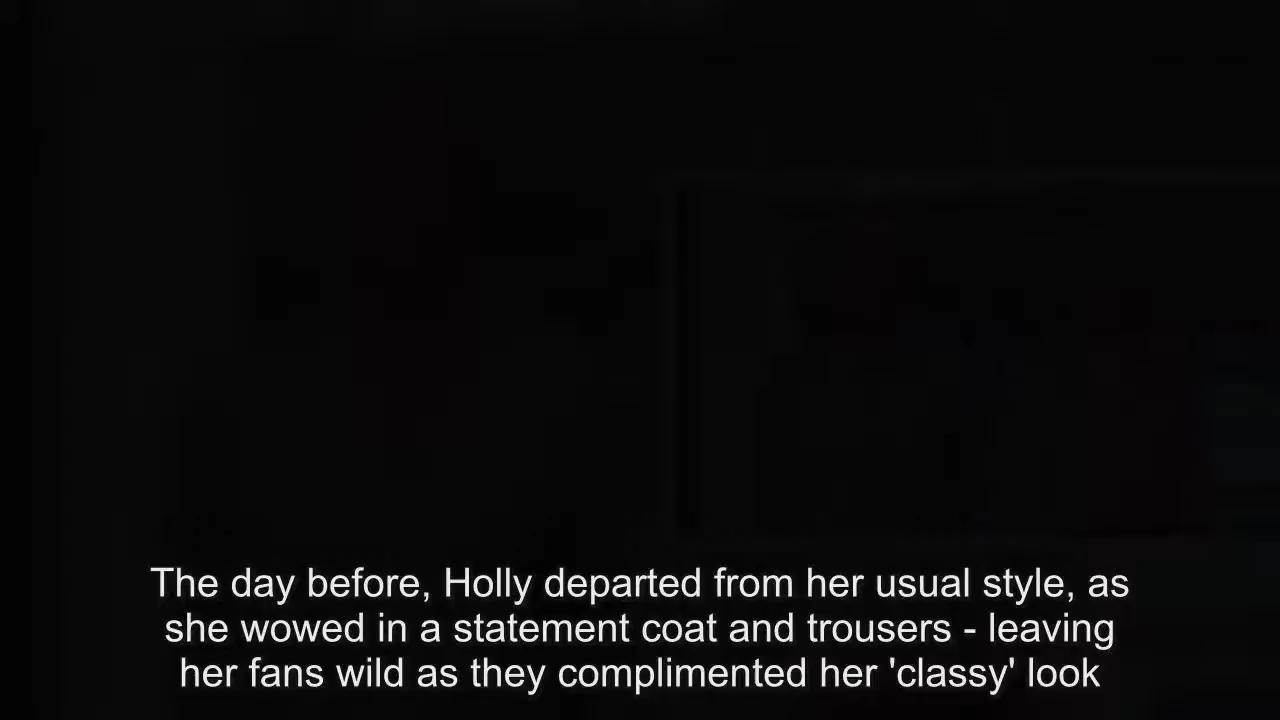 The day before, Holly departed from her usual style, as
she wowed in a statement coat and trousers - leaving
her fans wild as they complimented her 'classy' look